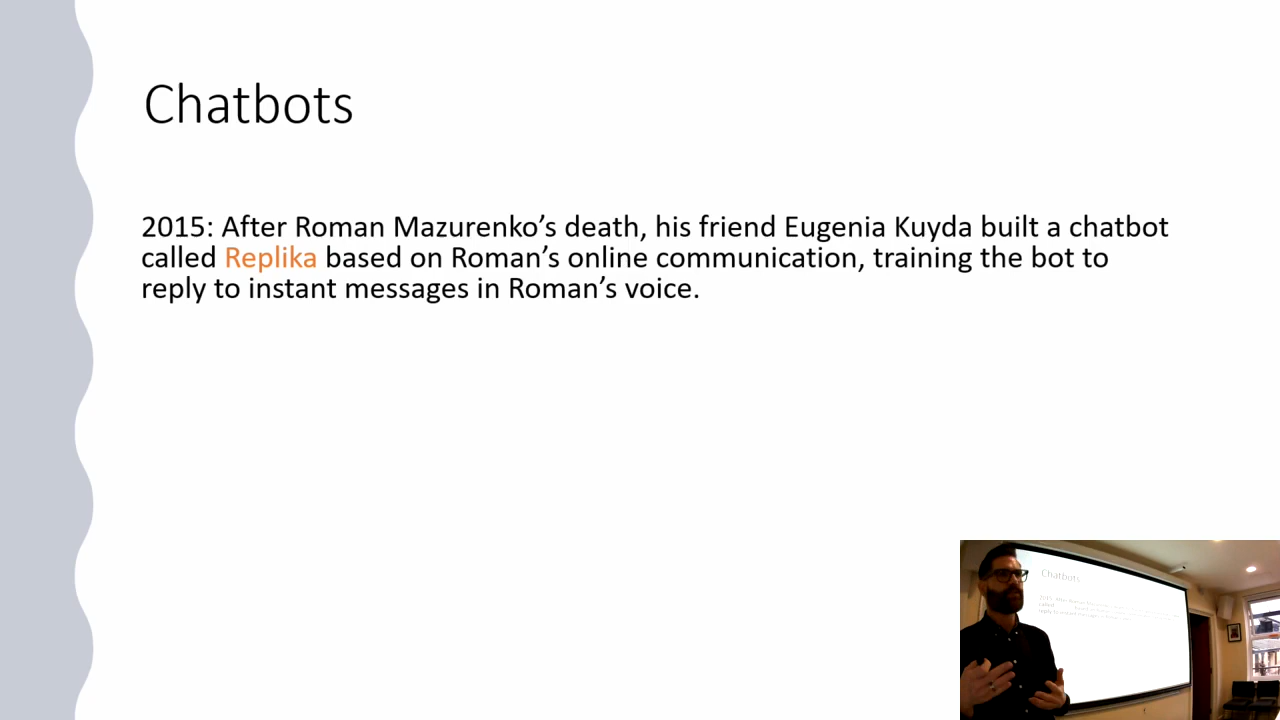 Chatbots
2015: After Roman Mazurenko’s death, his friend Eugenia Kuyda built a chatbot
called Replika based on Roman’s online communication, training the bot to
reply to instant messages in Roman’s voice.
Chatbots